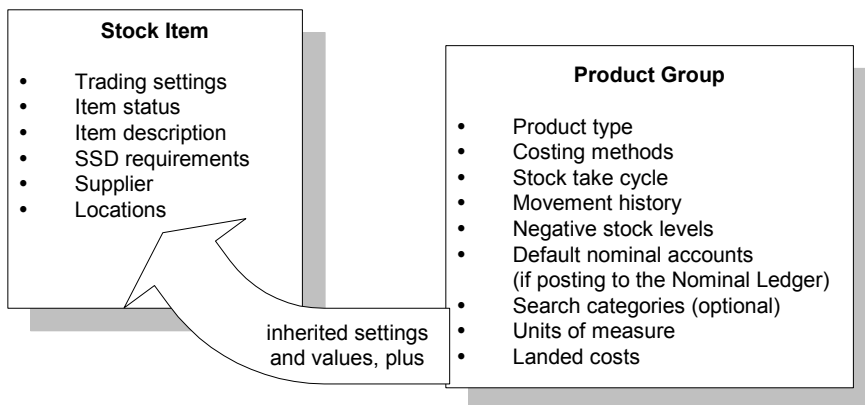 Stock Item
• Trading settings
• Item status
• Item description
• SSD requirements
• Supplier
• Locations
Product Group
• Product type
• Costing methods
• Stock take cycle
• Movement history
• Negative stock levels
• Default nominal accounts
(if posting to the Nominal Ledger)
• Search categories (optional)
• Units of measure
• Landed costs
inherited settings
and values, plus